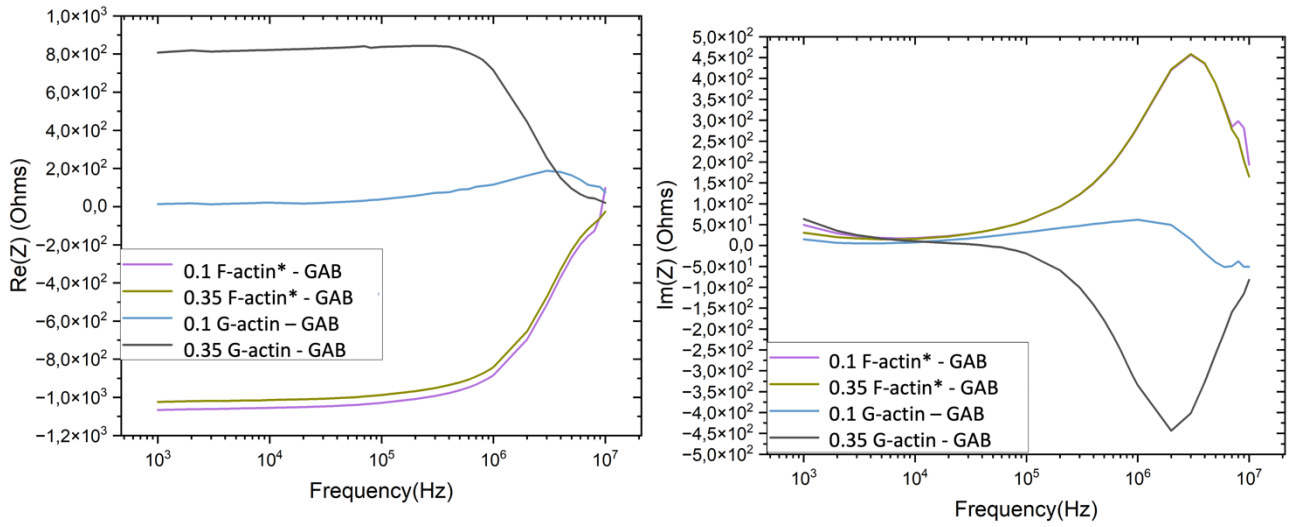 Re(Z) (Ohms)
1,0×10³
8,0×10²
6,0×10²
4,0×10²
2,0×10²
0,0
−2,0×10²
−4,0×10²
−6,0×10²
−8,0×10²
−1,0×10³
−1,2×10³
0.1 F-actin* - GAB
0.35 F-actin* - GAB
0.1 G-actin – GAB
0.35 G-actin - GAB
10³ 10⁴ 10⁵ 10⁶ 10⁷
Frequency(Hz)
Im(Z) (Ohms)
5,0×10²
4,5×10²
4,0×10²
3,5×10²
3,0×10²
2,5×10²
2,0×10²
1,5×10²
1,0×10²
5,0×10¹
0,0
−5,0×10¹
−1,0×10²
−1,5×10²
−2,0×10²
−2,5×10²
−3,0×10²
−3,5×10²
−4,0×10²
−4,5×10²
−5,0×10²
0.1 F-actin* - GAB
0.35 F-actin* - GAB
0.1 G-actin – GAB
0.35 G-actin - GAB
10³ 10⁴ 10⁵ 10⁶ 10⁷
Frequency(Hz)